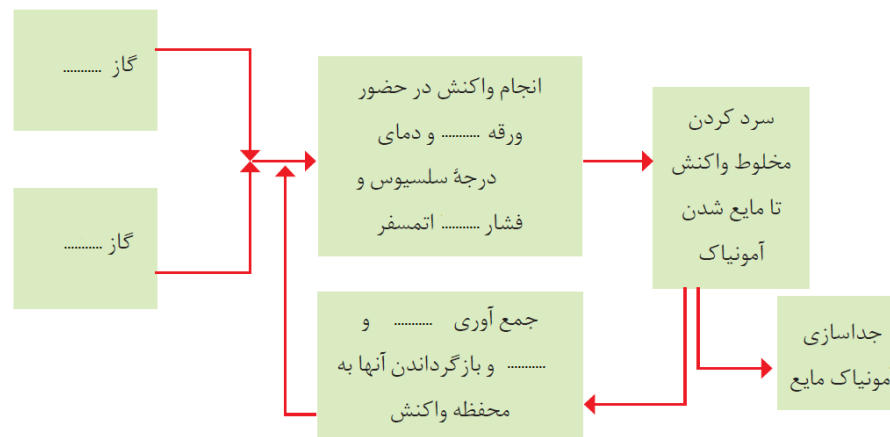 گاز ..........
گاز ..........
انجام واکنش در حضور
ورقه .......... و دمای
درجهٔ سلسیوس و
فشار .......... اتمسفر
سرد کردن
مخلوط واکنش
تا مایع شدن
آمونیاک
جمع آوری .......... و
.......... و بازگرداندن آنها به
محفظه واکنش
جداسازی
مونیاک مایع